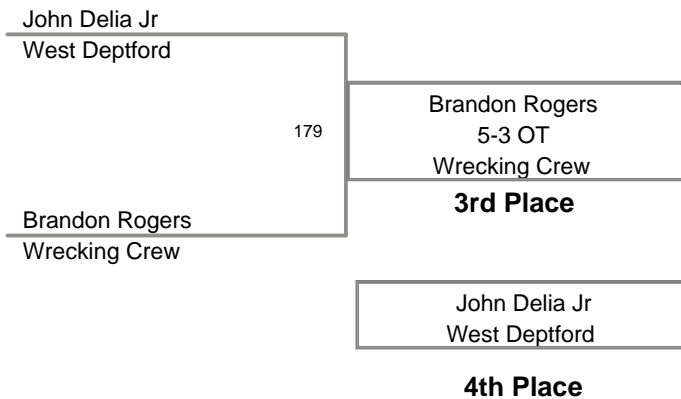 John Delia Jr
West Deptford
179
Brandon Rogers
5-3 OT
Wrecking Crew
3rd Place
Brandon Rogers
Wrecking Crew
John Delia Jr
West Deptford
4th Place